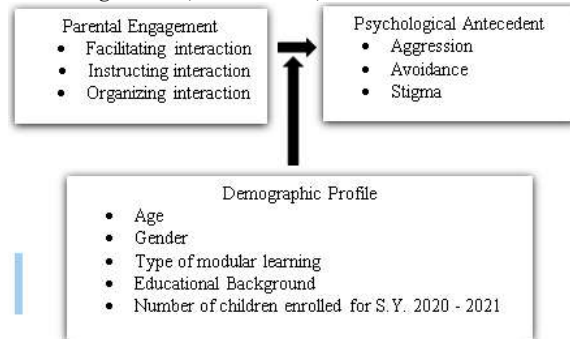 Parental Engagement
• Facilitating interaction
• Instructing interaction
• Organizing interaction
Psychological Antecedent
• Aggression
• Avoidance
• Stigma
Demographic Profile
• Age
• Gender
• Type of modular learning
• Educational Background
• Number of children enrolled for S.Y. 2020 - 2021